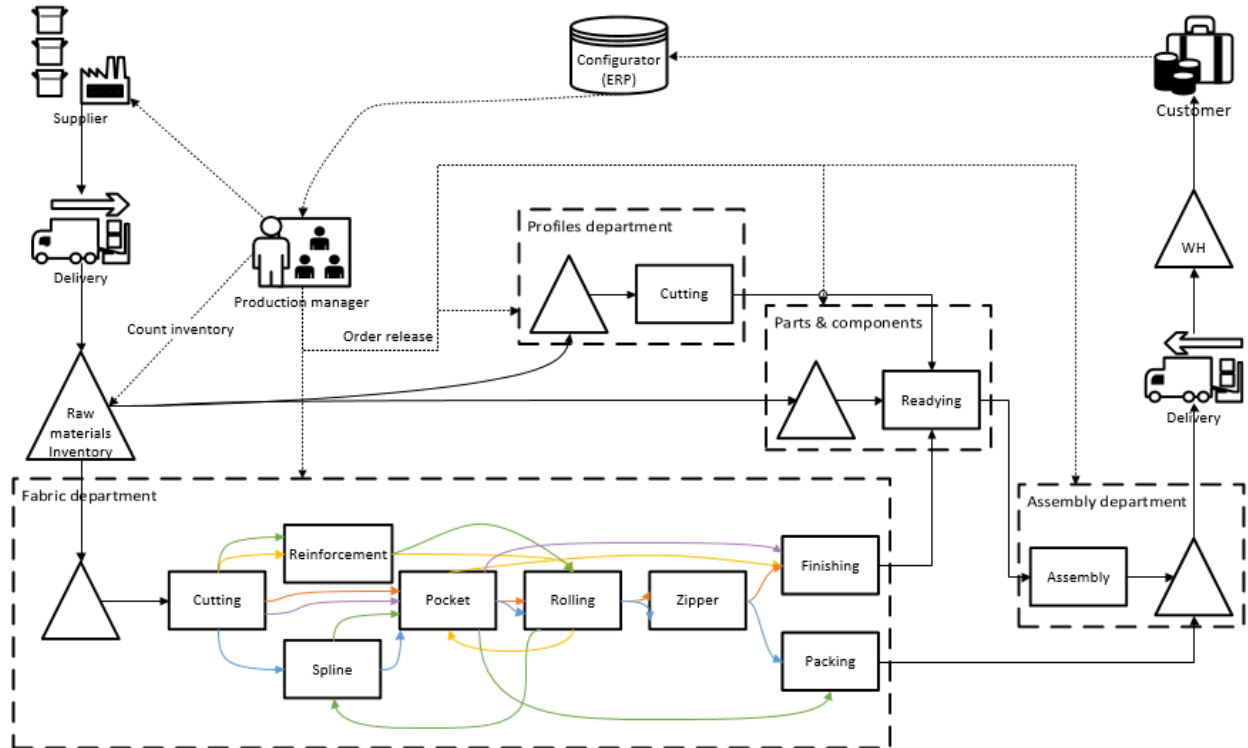 Configurator
(ERP)
Supplier
Customer
Profiles department
WH
Cutting
Delivery
Production manager
Count inventory
Order release
Parts & components
Raw
materials
Inventory
Readying
Delivery
Fabric department
Assembly department
Reinforcement
Finishing
Cutting
Pocket
Rolling
Zipper
Assembly
Spline
Packing